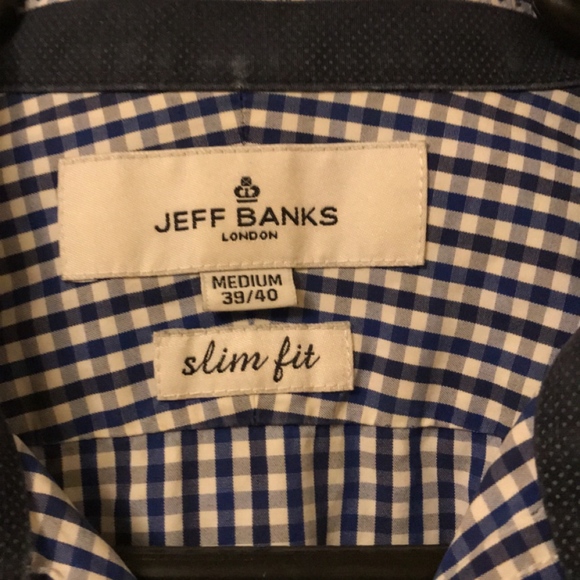 JEFF BANKS
LONDON
MEDIUM
39/40
slim fit